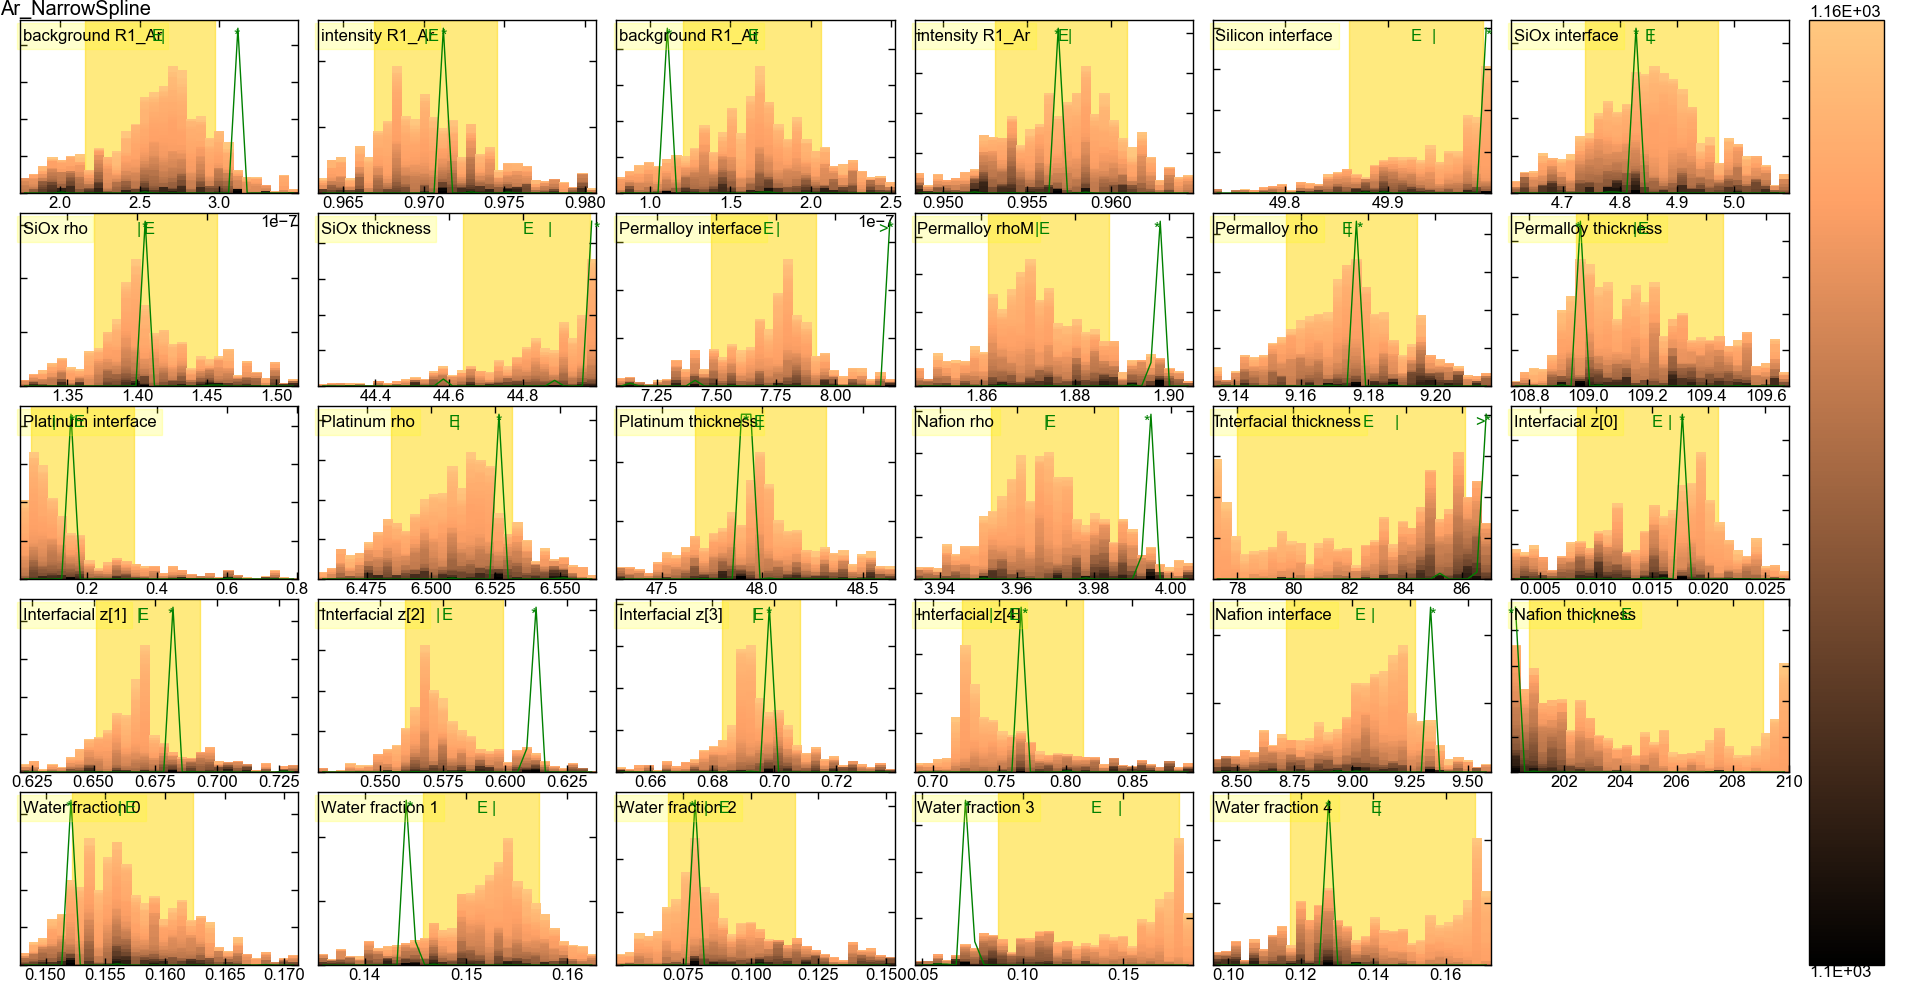 Ar_NarrowSpline
1.16E+03
background R1_Ar E|
intensity R1_Ar |E *
background R1_Ar E|
intensity R1_Ar E|
Silicon interface E | *
SiOx interface * E|
2.0 2.5 3.0
0.965 0.970 0.975 0.980
1.0 1.5 2.0 2.5
0.950 0.955 0.960
49.8 49.9
4.7 4.8 4.9 5.0
SiOx rho | E 1e-7
SiOx thickness E | *
Permalloy interface E | 1e-7 >*
Permalloy rhoM |E *
Permalloy rho E| *
Permalloy thickness
1.35 1.40 1.45 1.50
44.4 44.6 44.8
7.25 7.50 7.75 8.00
1.86 1.88 1.90
9.14 9.16 9.18 9.20
108.8 109.0 109.2 109.4 109.6
Platinum interface
Platinum rho E| *
Platinum thickness E|
Nafion rho |E *
Interfacial thickness E | >*
Interfacial z[0] E | *
0.2 0.4 0.6 0.8
6.475 6.500 6.525 6.550
47.5 48.0 48.5
3.94 3.96 3.98 4.00
78 80 82 84 86
0.005 0.010 0.015 0.020 0.025
Interfacial z[1] |E *
Interfacial z[2] | E *
Interfacial z[3] |E *
Interfacial z[4] *
Nafion interface E | *
Nafion thickness
0.625 0.650 0.675 0.700 0.725
0.550 0.575 0.600 0.625
0.66 0.68 0.70 0.72
0.70 0.75 0.80 0.85
8.50 8.75 9.00 9.25 9.50
202 204 206 208 210
Water fraction 0 |E
Water fraction 1 E |
Water fraction 2
Water fraction 3 E |
Water fraction 4 E|
0.150 0.155 0.160 0.165 0.170
0.14 0.15 0.16
0.075 0.100 0.125 0.150
0.05 0.10 0.15
0.10 0.12 0.14 0.16
1.1E+03